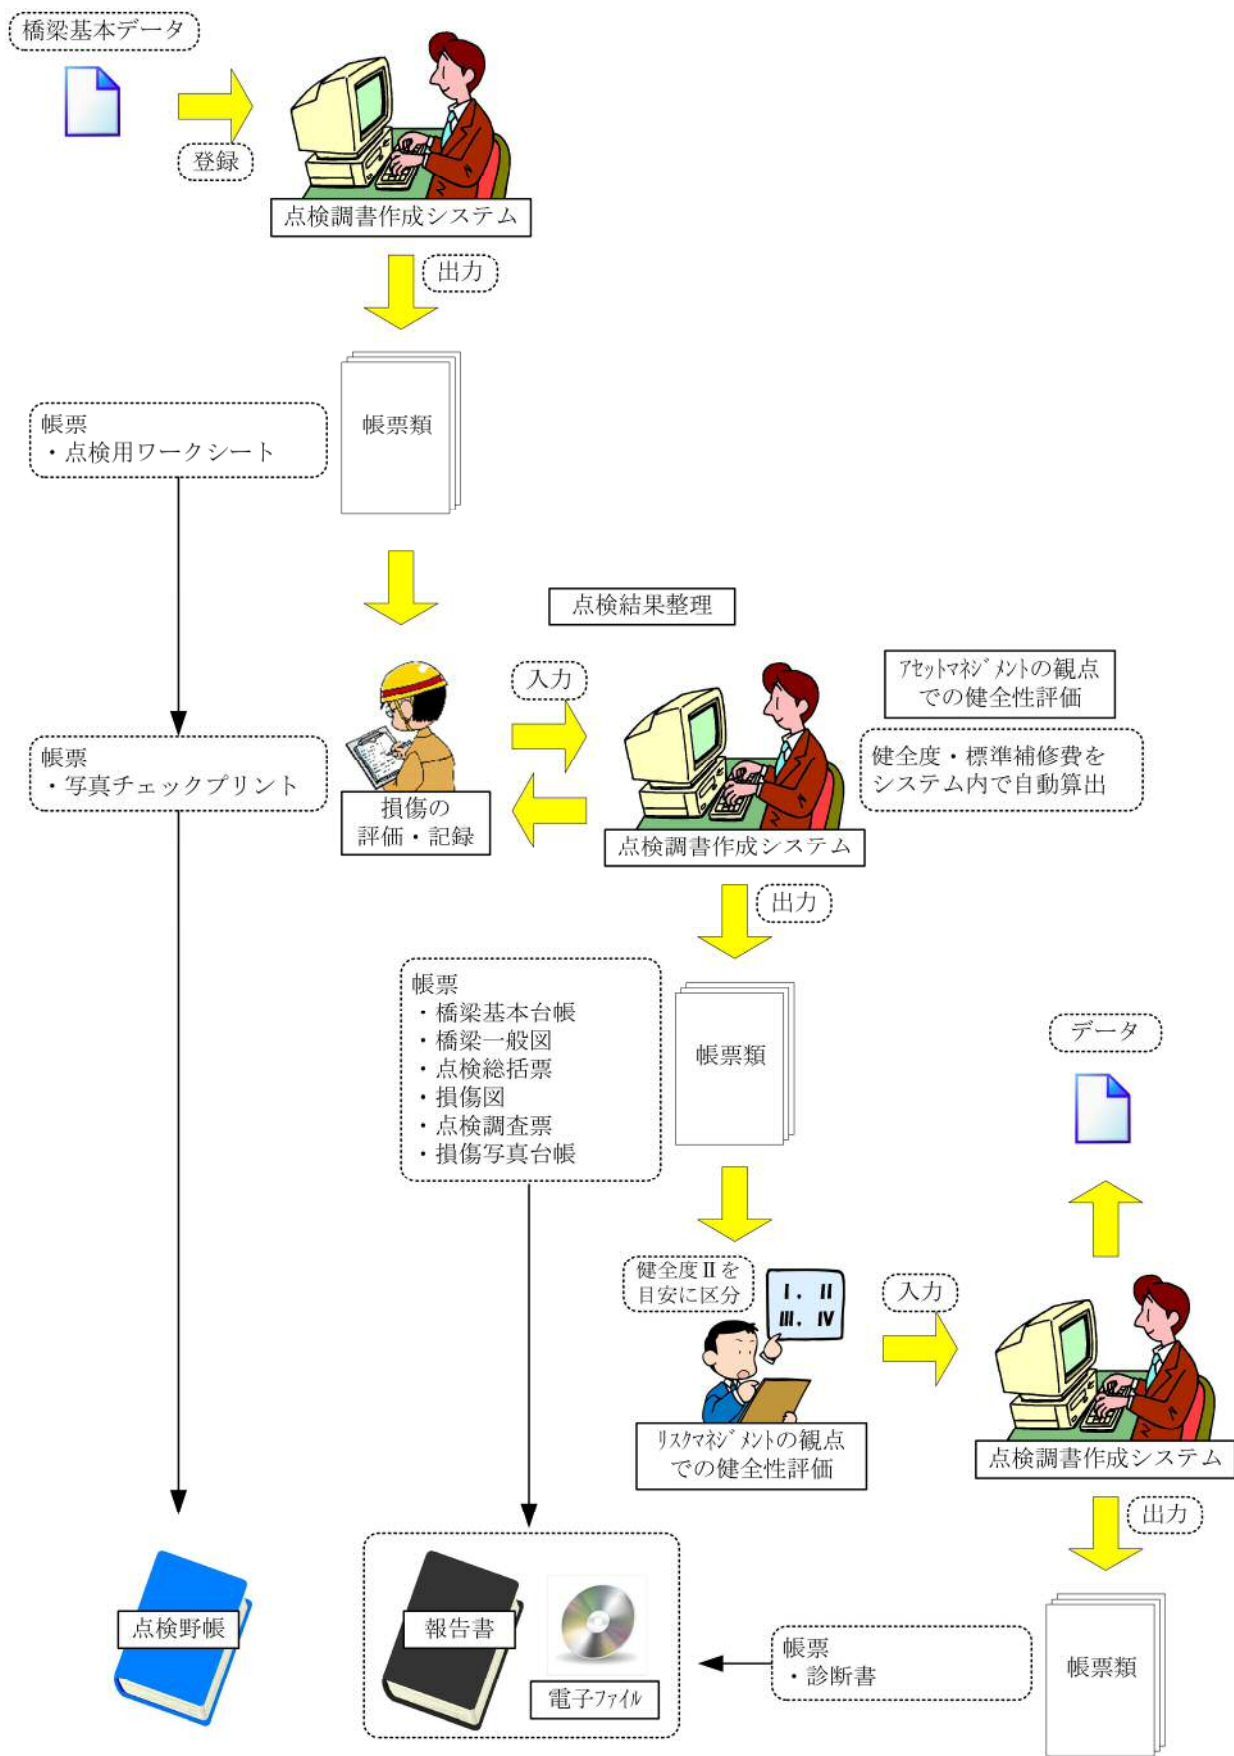 橋梁基本データ
登録
点検調書作成システム
出力
帳票類
帳票
・点検用ワークシート
点検結果整理
入力
アセットマネジメントの観点
での健全性評価
健全度・標準補修費を
システム内で自動算出
帳票
・写真チェックプリント
損傷の
評価・記録
点検調書作成システム
出力
帳票
・橋梁基本台帳
・橋梁一般図
・点検総括票
・損傷図
・点検調査票
・損傷写真台帳
帳票類
データ
健全度Ⅱを
目安に区分
I. II
III. IV
入力
リスクマネジメントの観点
での健全性評価
点検調書作成システム
出力
点検野帳
報告書
電子ファイル
帳票
・診断書
帳票類